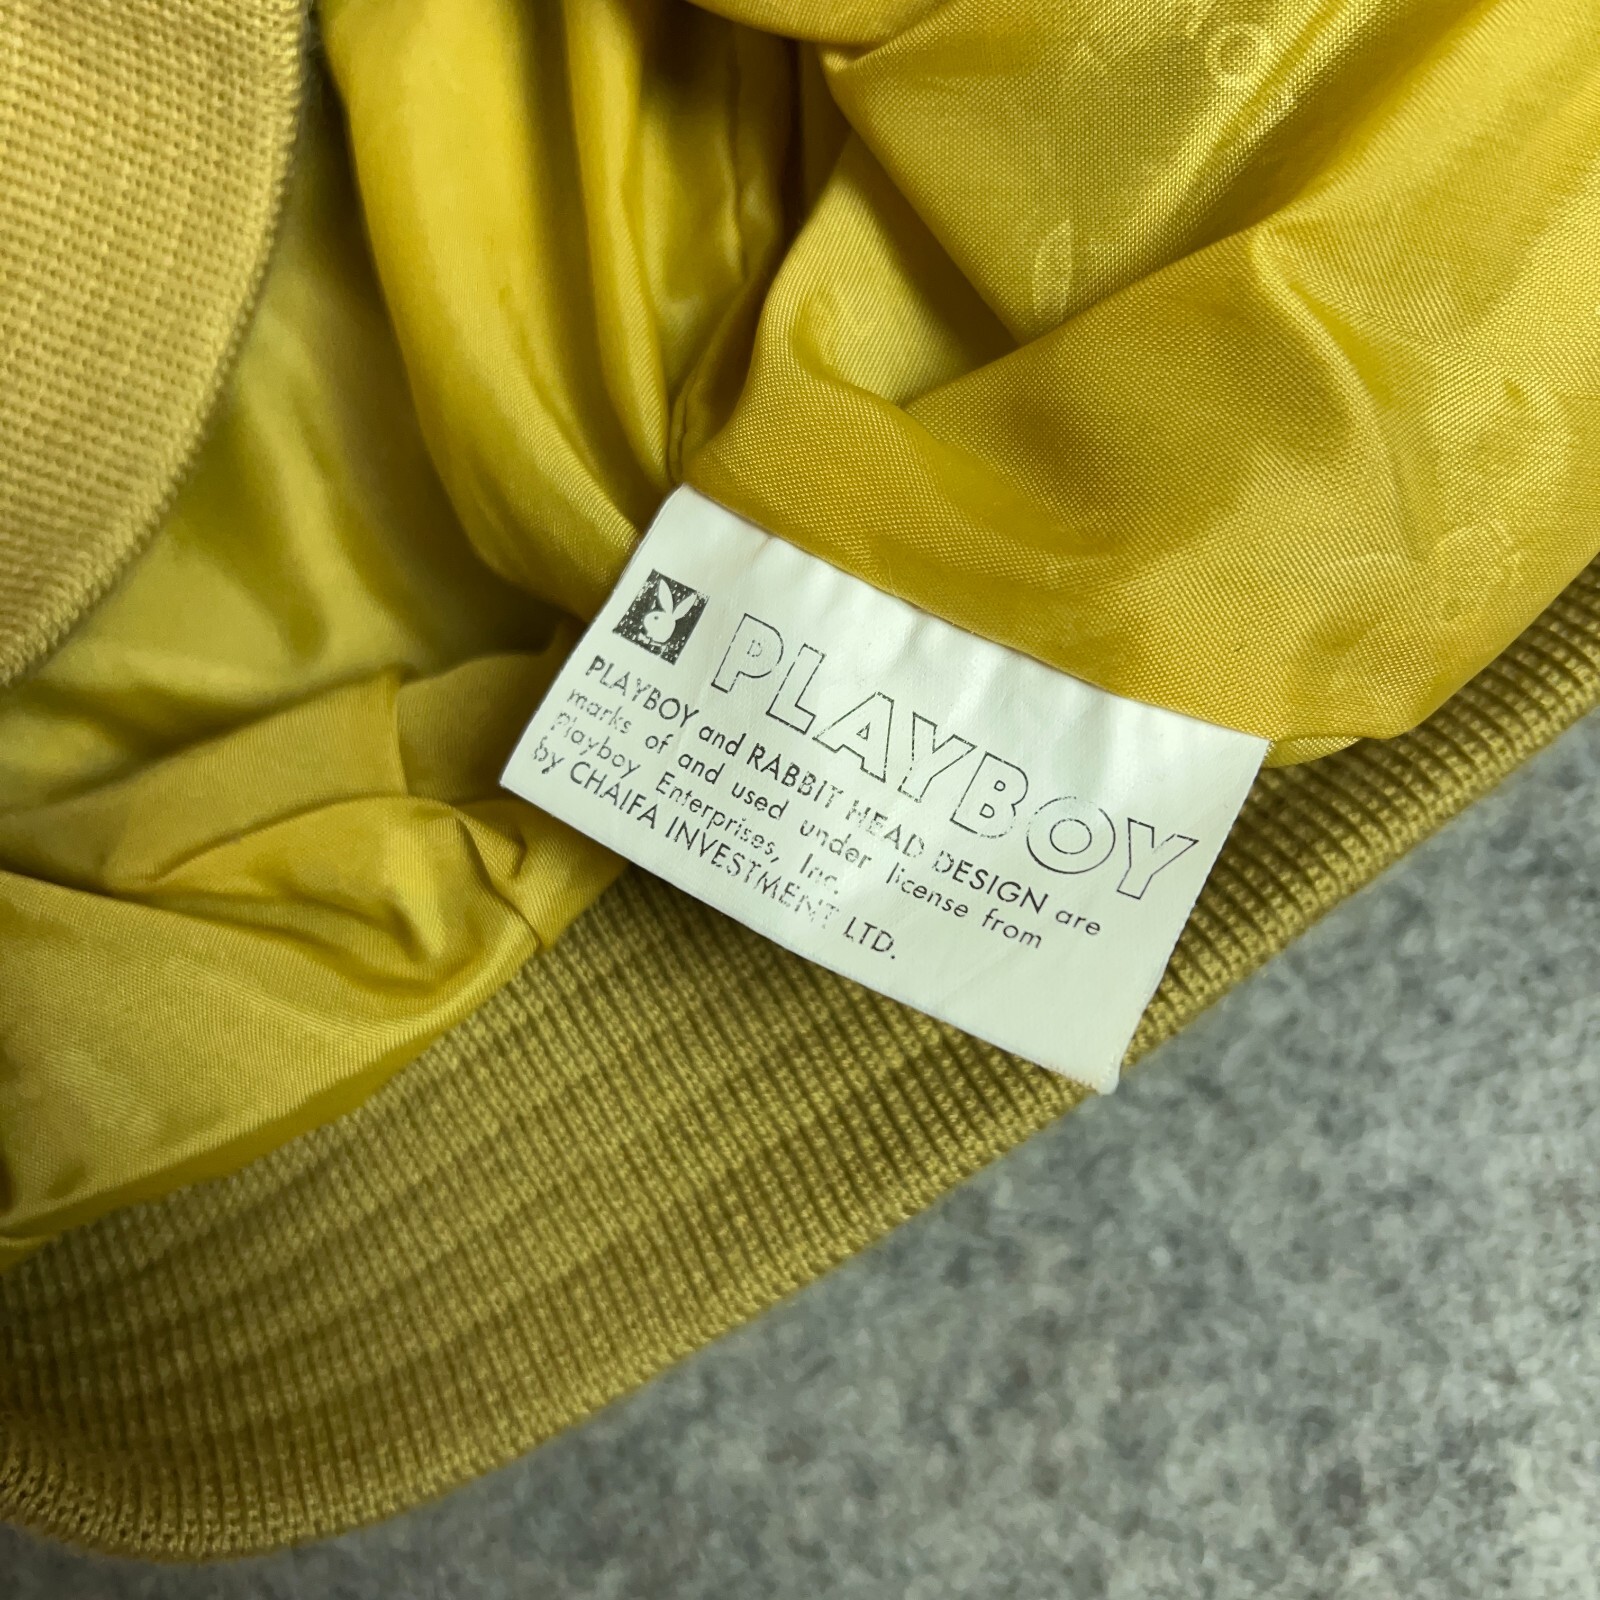 PLAYBOY
PLAYBOY and RABBIT HEAD DESIGN are
marks of and used under license from
Playboy Enterprises, Inc.
by CHAIFA INVESTMENT LTD.